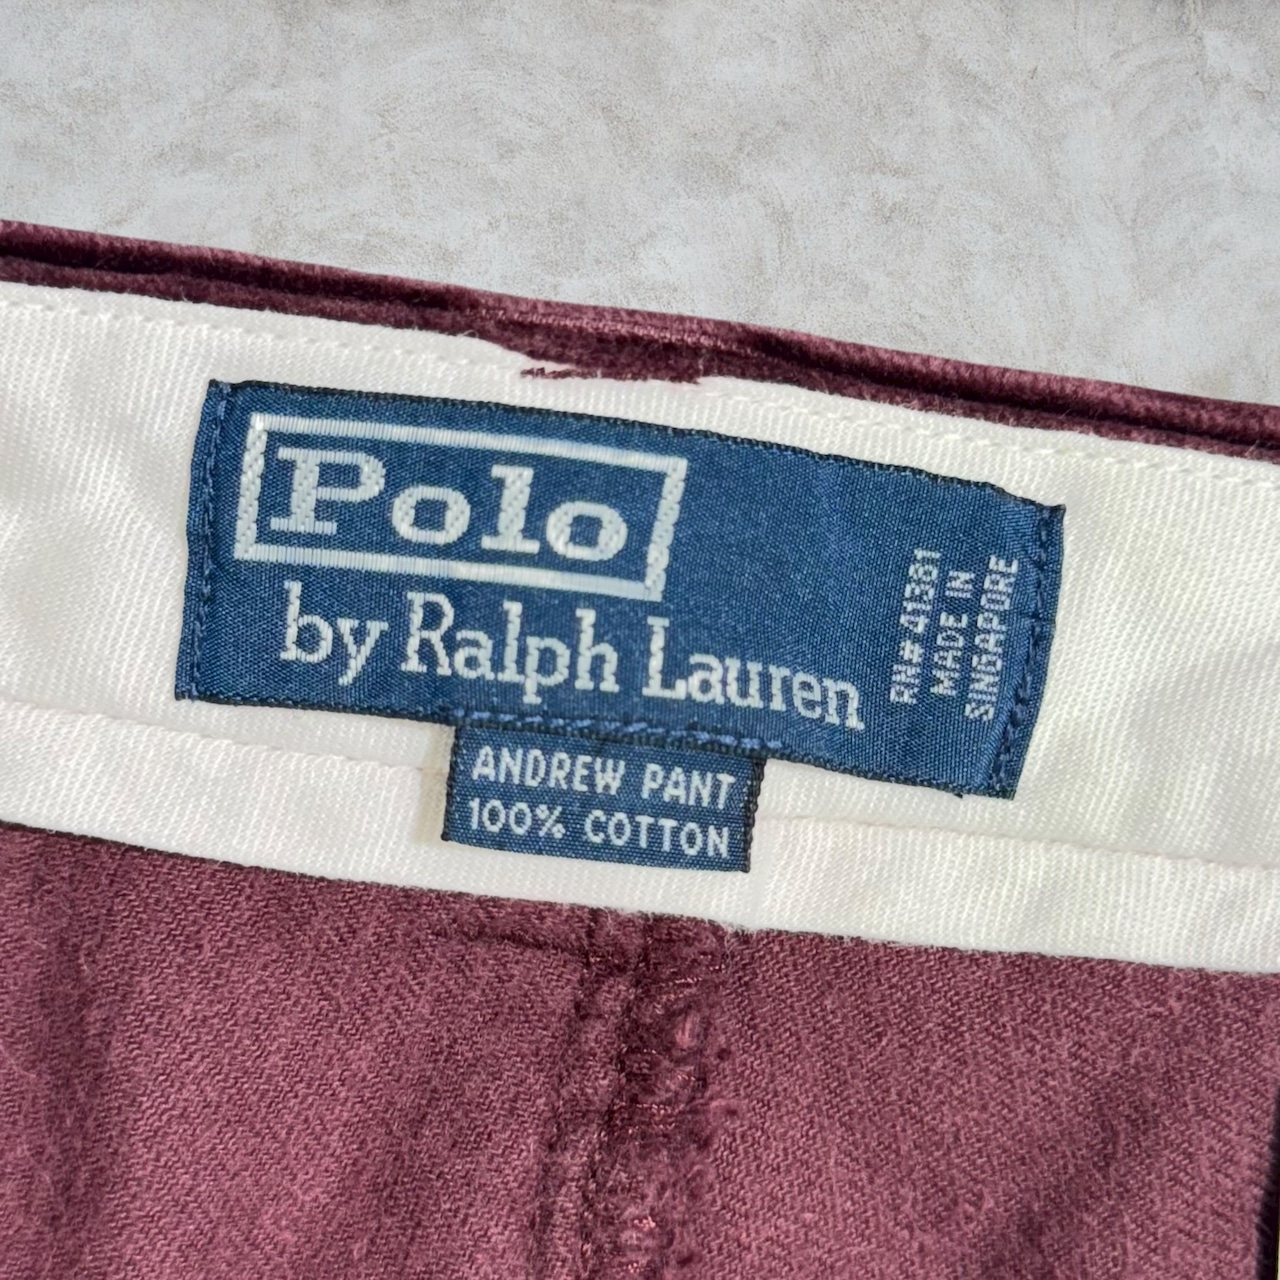 Polo
by Ralph Lauren
RN# 41381
MADE IN
SINGAPORE
ANDREW PANT
100% COTTON